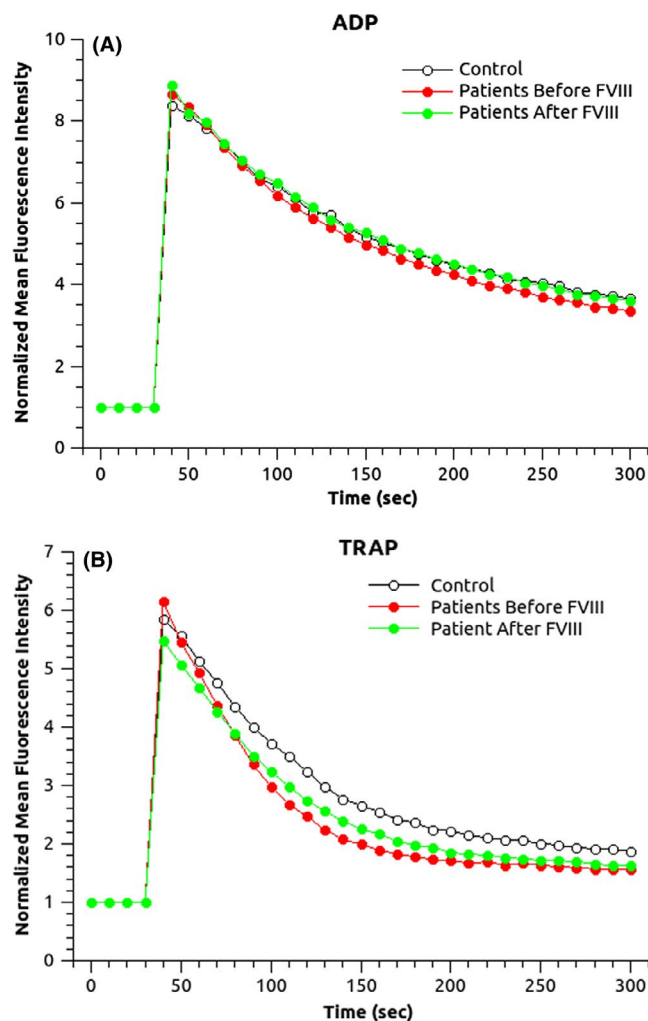 ADP
(A)
Control
Patients Before FVIII
Patients After FVIII
Normalized Mean Fluorescence Intensity
10
8
6
4
2
0
0 50 100 150 200 250 300
Time (sec)
TRAP
(B)
Control
Patients Before FVIII
Patient After FVIII
Normalized Mean Fluorescence Intensity
7
6
5
4
3
2
1
0
0 50 100 150 200 250 300
Time (sec)